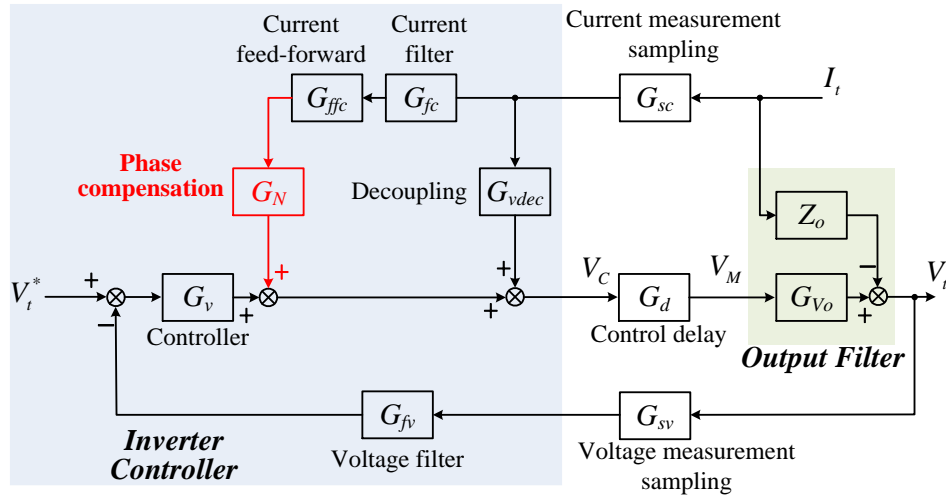 Current
feed-forward
Current
filter
Current measurement
sampling
I_t
G_ffc
G_fc
G_sc
Phase
compensation
G_N
Decoupling
G_vdec
Z_o
V_t^*
+
−
G_v
Controller
+
+
+
+
V_C
G_d
Control delay
V_M
G_Vo
−
+
V_t
Output Filter
G_fv
Voltage filter
G_sv
Voltage measurement
sampling
Inverter
Controller